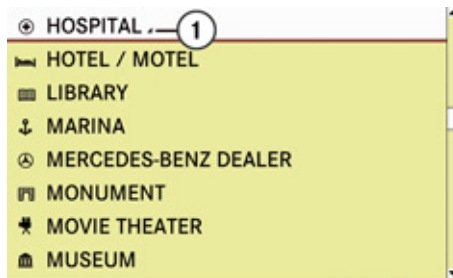 HOSPITAL 1
HOTEL / MOTEL
LIBRARY
MARINA
MERCEDES-BENZ DEALER
MONUMENT
MOVIE THEATER
MUSEUM